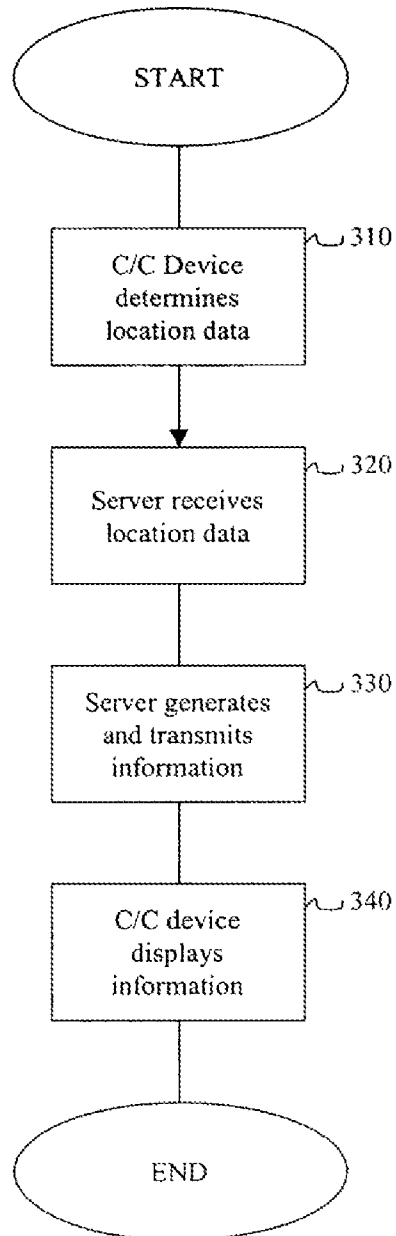 START
310
C/C Device
determines
location data
320
Server receives
location data
330
Server generates
and transmits
information
340
C/C device
displays
information
END